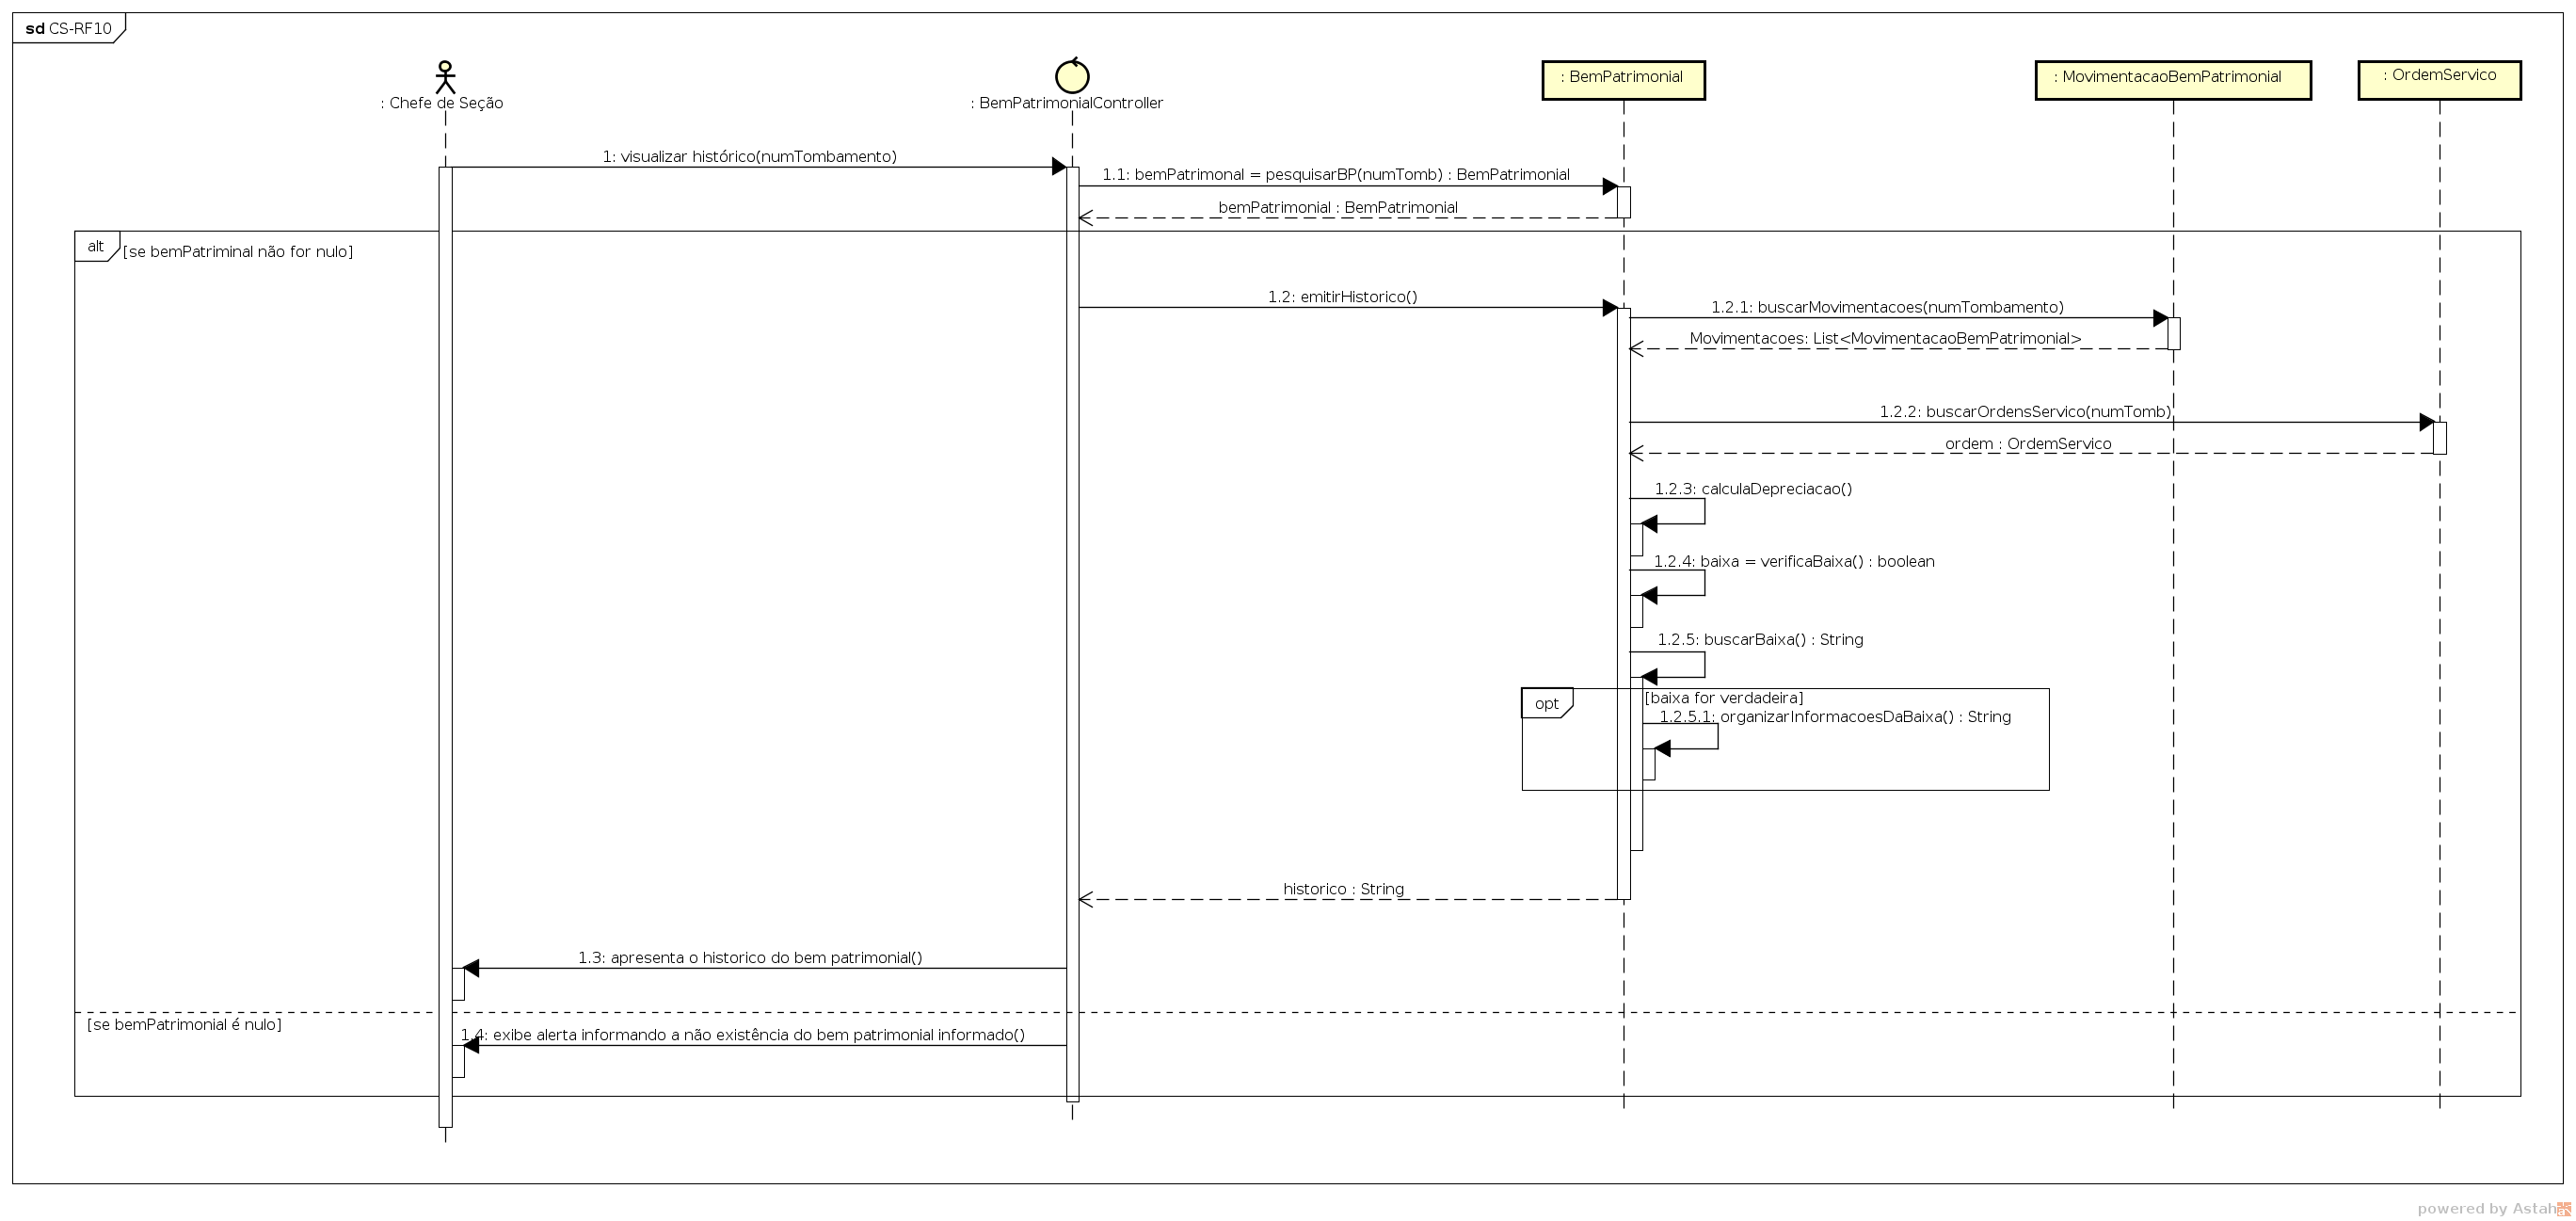 sd CS-RF10
: Chefe de Seção
: BemPatrimonialController
: BemPatrimonial
: MovimentacaoBemPatrimonial
: OrdemServico
1: visualizar histórico(numTombamento)
1.1: bemPatrimonal = pesquisarBP(numTomb) : BemPatrimonial
bemPatrimonial : BemPatrimonial
alt
[se bemPatriminal não for nulo]
1.2: emitirHistorico()
1.2.1: buscarMovimentacoes(numTombamento)
Movimentacoes: List<MovimentacaoBemPatrimonial>
1.2.2: buscarOrdensServico(numTomb)
ordem : OrdemServico
1.2.3: calculaDepreciacao()
1.2.4: baixa = verificaBaixa() : boolean
1.2.5: buscarBaixa() : String
opt
[baixa for verdadeira]
1.2.5.1: organizarInformacoesDaBaixa() : String
historico : String
1.3: apresenta o historico do bem patrimonial()
[se bemPatrimonial é nulo]
1.4: exibe alerta informando a não existência do bem patrimonial informado()
powered by Astah